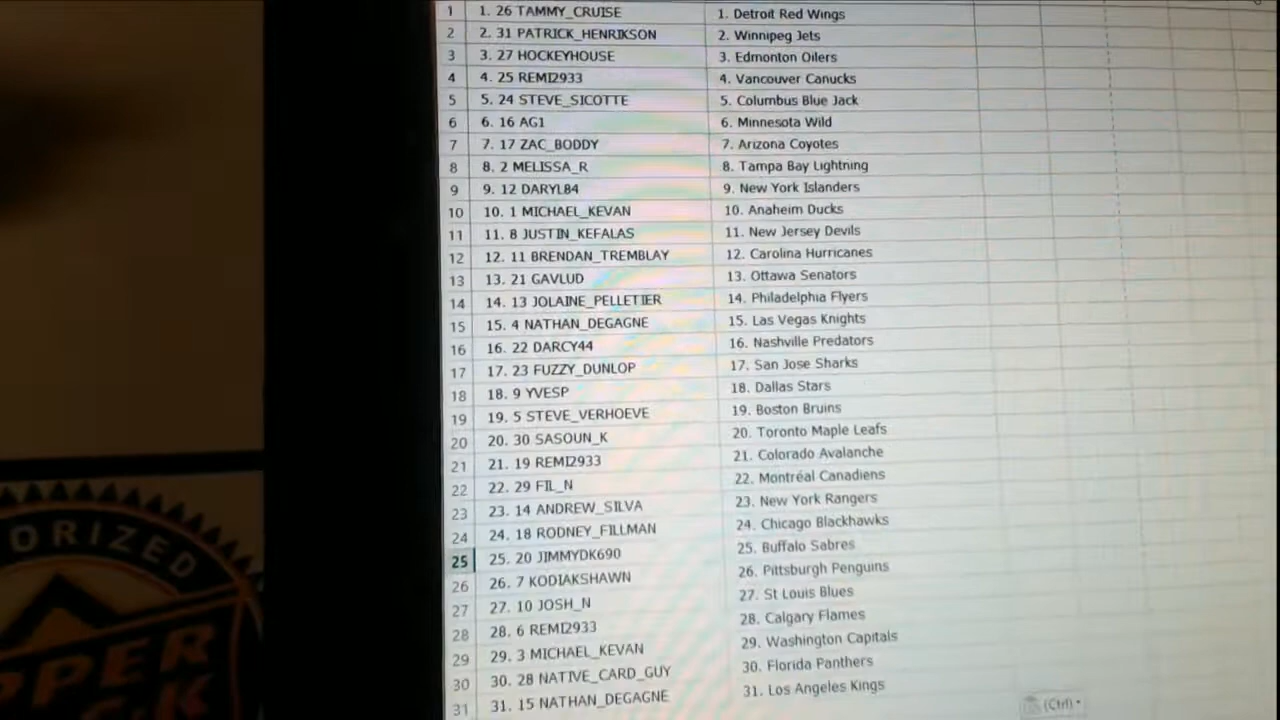 1 1. 26 TAMMY_CRUISE 1. Detroit Red Wings
2 2. 31 PATRICK_HENRIKSON 2. Winnipeg Jets
3 3. 27 HOCKEYHOUSE 3. Edmonton Oilers
4 4. 25 REMI2933 4. Vancouver Canucks
5 5. 24 STEVE_SICOTTE 5. Columbus Blue Jack
6 6. 16 AG1 6. Minnesota Wild
7 7. 17 ZAC_BODDY 7. Arizona Coyotes
8 8. 2 MELISSA_R 8. Tampa Bay Lightning
9 9. 12 DARYL84 9. New York Islanders
10 10. 1 MICHAEL_KEVAN 10. Anaheim Ducks
11 11. 8 JUSTIN_KEFALAS 11. New Jersey Devils
12 12. 11 BRENDAN_TREMBLAY 12. Carolina Hurricanes
13 13. 21 GAVLUD 13. Ottawa Senators
14 14. 13 JOLAINE_PELLETIER 14. Philadelphia Flyers
15 15. 4 NATHAN_DEGAGNE 15. Las Vegas Knights
16 16. 22 DARCY44 16. Nashville Predators
17 17. 23 FUZZY_DUNLOP 17. San Jose Sharks
18 18. 9 YVESP 18. Dallas Stars
19 19. 5 STEVE_VERHOEVE 19. Boston Bruins
20 20. 30 SASOUN_K 20. Toronto Maple Leafs
21 21. 19 REMI2933 21. Colorado Avalanche
22 22. 29 FIL_N 22. Montréal Canadiens
23 23. 14 ANDREW_SILVA 23. New York Rangers
24 24. 18 RODNEY_FILLMAN 24. Chicago Blackhawks
25 25. 20 JIMMYDK690 25. Buffalo Sabres
26 26. 7 KODIAKSHAWN 26. Pittsburgh Penguins
27 27. 10 JOSH_N 27. St Louis Blues
28 28. 6 REMI2933 28. Calgary Flames
29 29. 3 MICHAEL_KEVAN 29. Washington Capitals
30 30. 28 NATIVE_CARD_GUY 30. Florida Panthers
31 31. 15 NATHAN_DEGAGNE 31. Los Angeles Kings
(Ctrl)
ORIZED
PPER